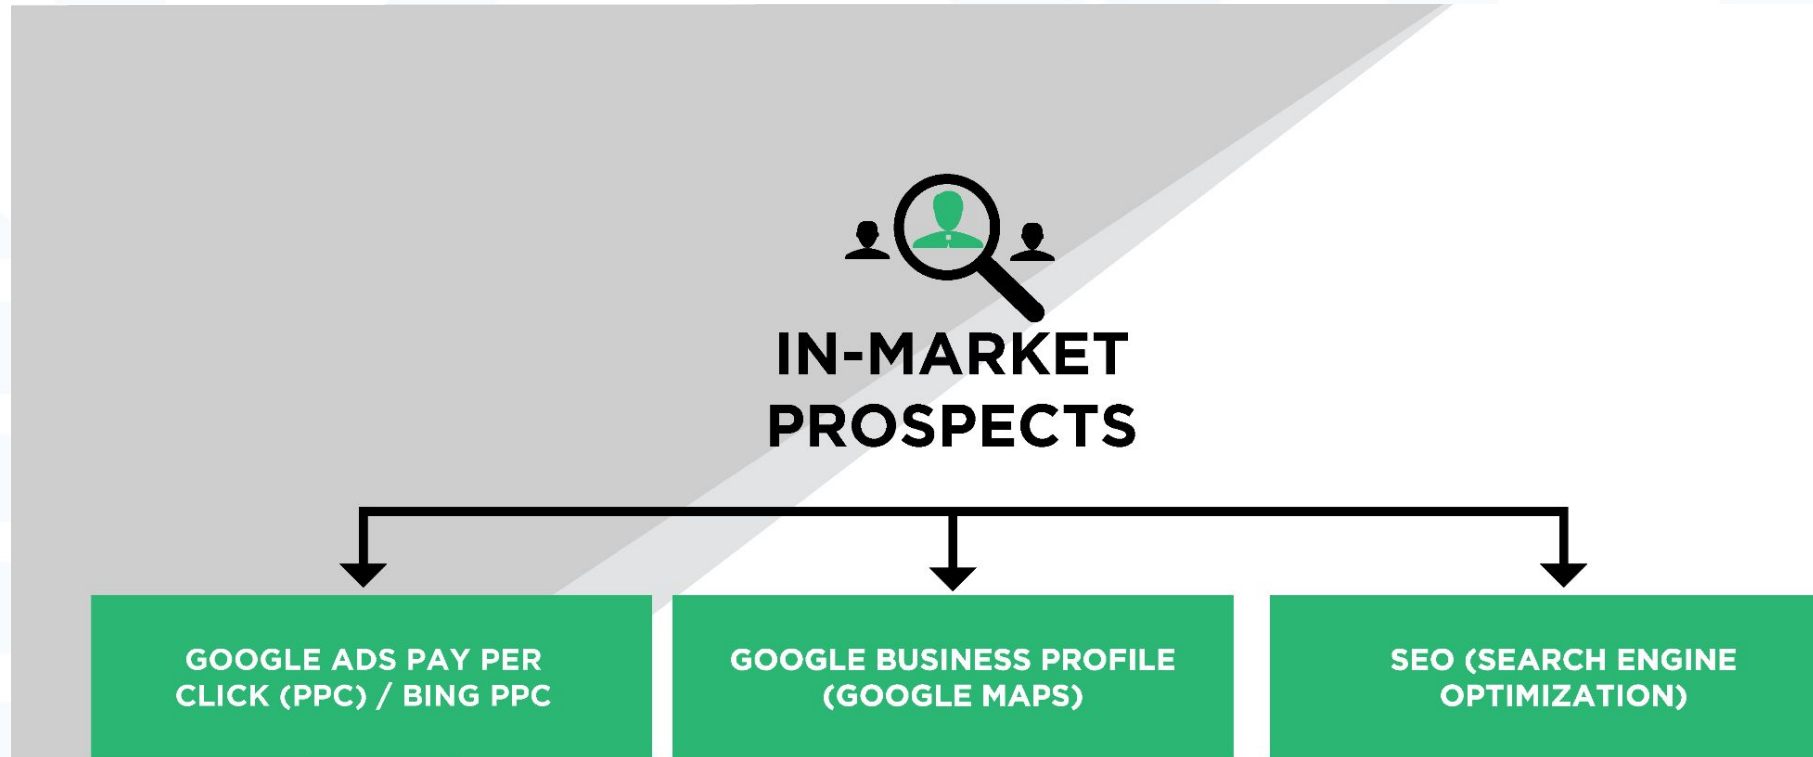 IN-MARKET
PROSPECTS
GOOGLE ADS PAY PER
CLICK (PPC) / BING PPC
GOOGLE BUSINESS PROFILE
(GOOGLE MAPS)
SEO (SEARCH ENGINE
OPTIMIZATION)